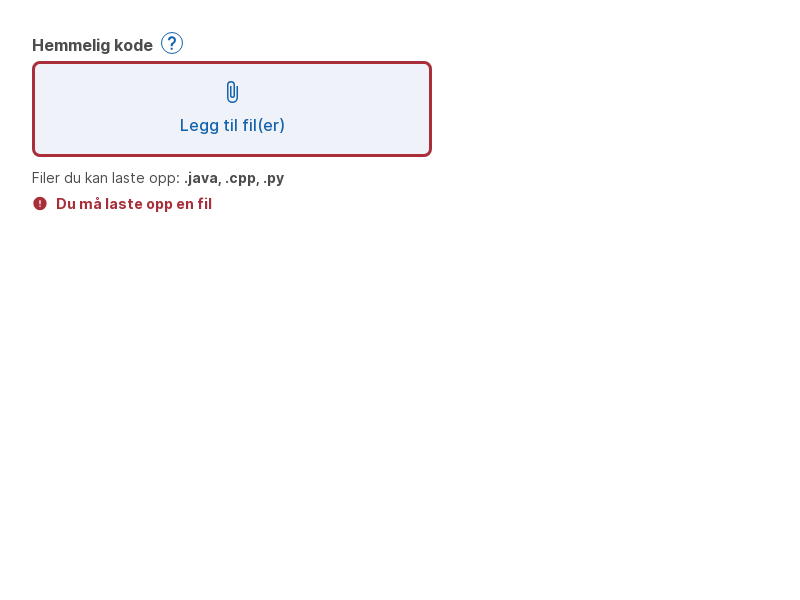 Hemmelig kode ?
Legg til fil(er)
Filer du kan laste opp: .java, .cpp, .py
Du må laste opp en fil